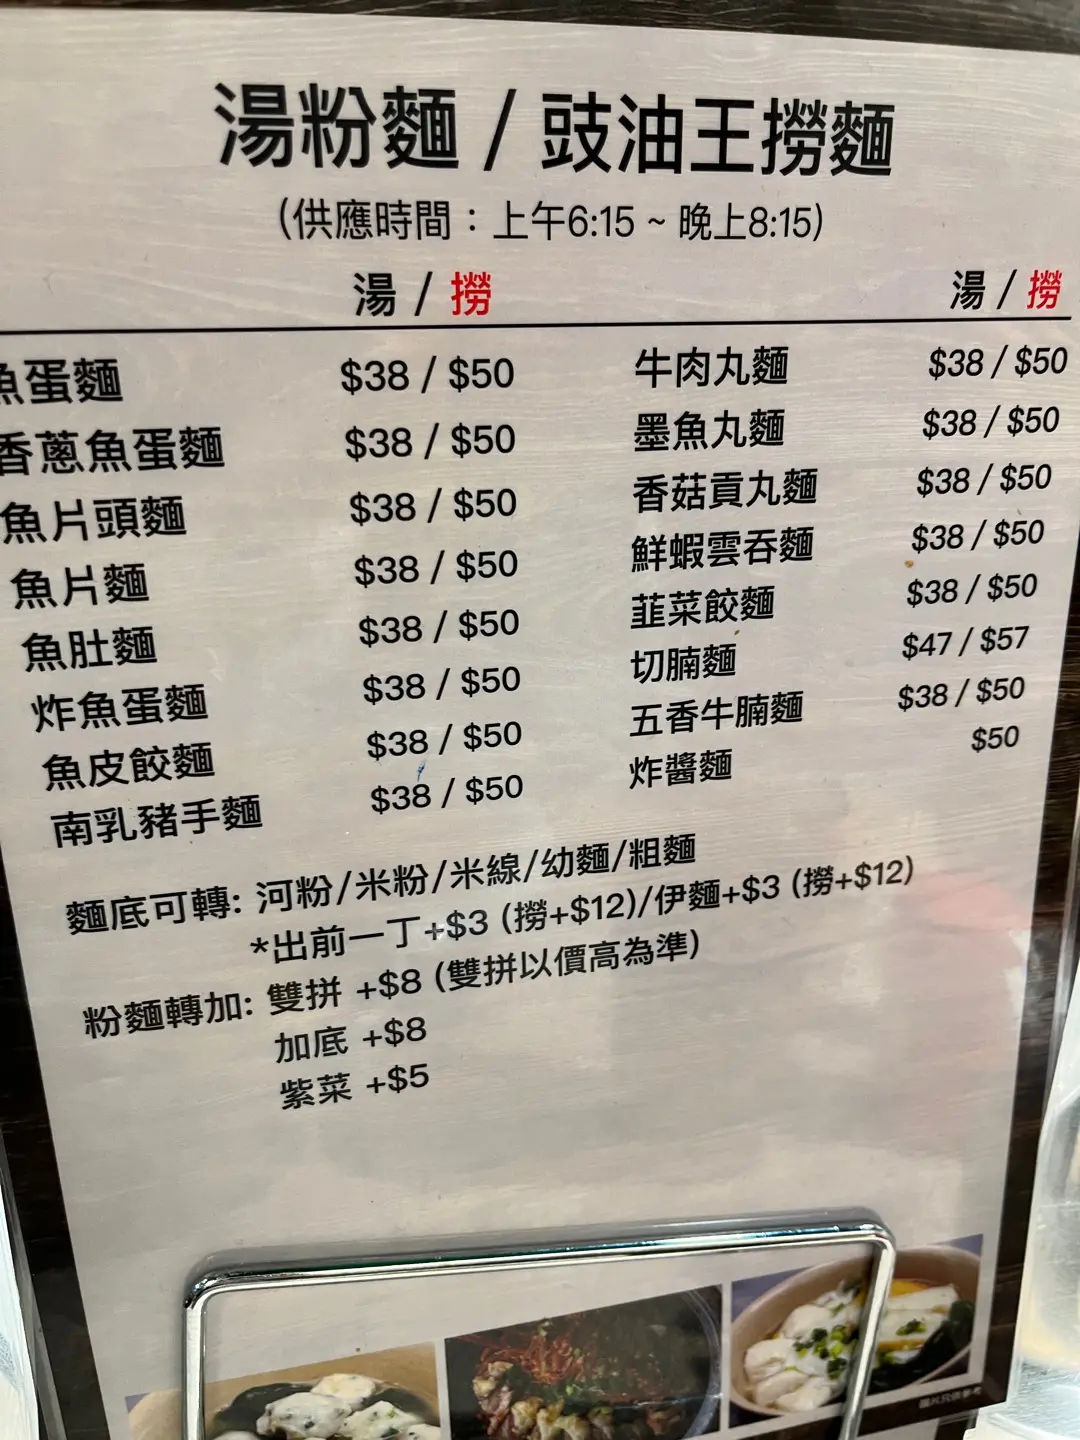 湯粉麵 / 豉油王撈麵
(供應時間：上午6:15 ~ 晚上8:15)
湯 / 撈
魚蛋麵 $38 / $50
香蔥魚蛋麵 $38 / $50
魚片頭麵 $38 / $50
魚片麵 $38 / $50
魚肚麵 $38 / $50
炸魚蛋麵 $38 / $50
魚皮餃麵 $38 / $50
南乳豬手麵 $38 / $50
湯 / 撈
牛肉丸麵 $38 / $50
墨魚丸麵 $38 / $50
香菇貢丸麵 $38 / $50
鮮蝦雲吞麵 $38 / $50
韮菜餃麵 $38 / $50
切腩麵 $47 / $57
五香牛腩麵 $38 / $50
炸醬麵 $50
麵底可轉: 河粉/米粉/米線/幼麵/粗麵
*出前一丁+$3 (撈+$12)/伊麵+$3 (撈+$12)
粉麵轉加: 雙拼 +$8 (雙拼以價高為準)
加底 +$8
紫菜 +$5
圖片只供參考